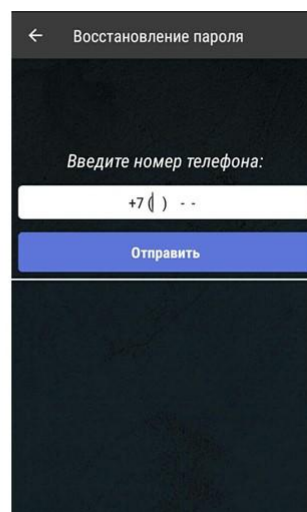 Восстановление пароля
Введите номер телефона:
+7 ( ) - -
Отправить